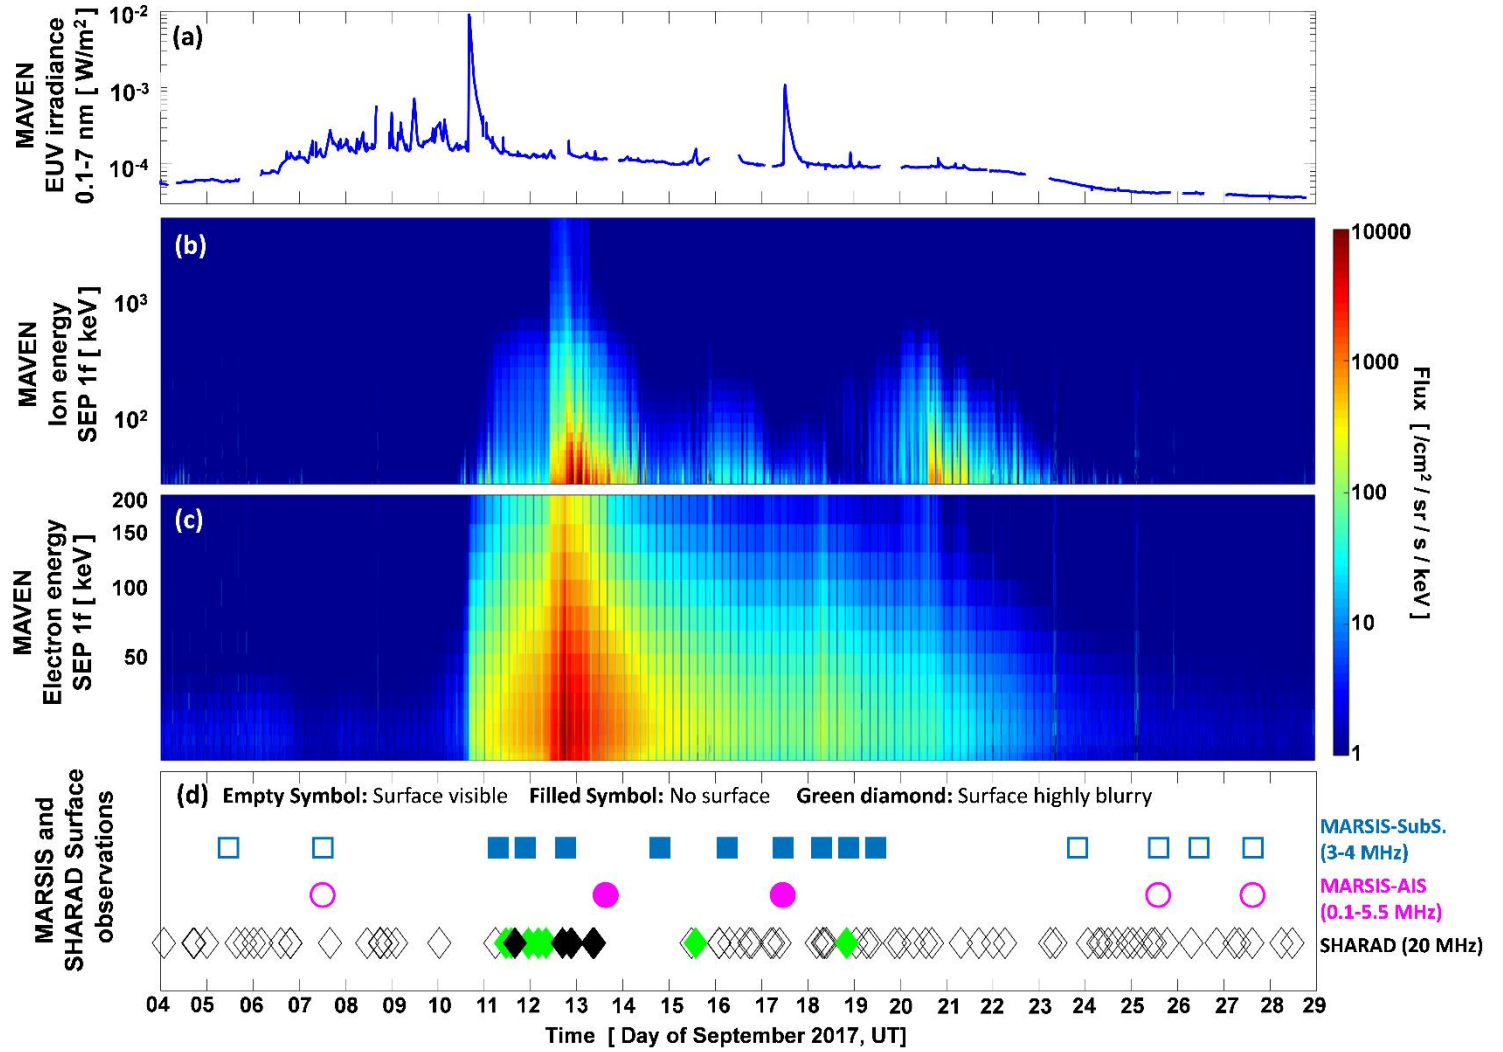 MAVEN
EUV irradiance
0.1-7 nm [ W/m²]
10⁻²
10⁻³
10⁻⁴
(a)
MAVEN
Ion energy
SEP 1f [ keV]
10³
10²
(b)
MAVEN
Electron energy
SEP 1f [ keV]
200
150
100
50
(c)
10000
1000
100
10
1
Flux [ /cm² / sr / s / keV ]
MARSIS and
SHARAD Surface
observations
(d) Empty Symbol: Surface visible Filled Symbol: No surface Green diamond: Surface highly blurry
MARSIS-SubS.
(3-4 MHz)
MARSIS-AIS
(0.1-5.5 MHz)
SHARAD (20 MHz)
04 05 06 07 08 09 10 11 12 13 14 15 16 17 18 19 20 21 22 23 24 25 26 27 28 29
Time [ Day of September 2017, UT]